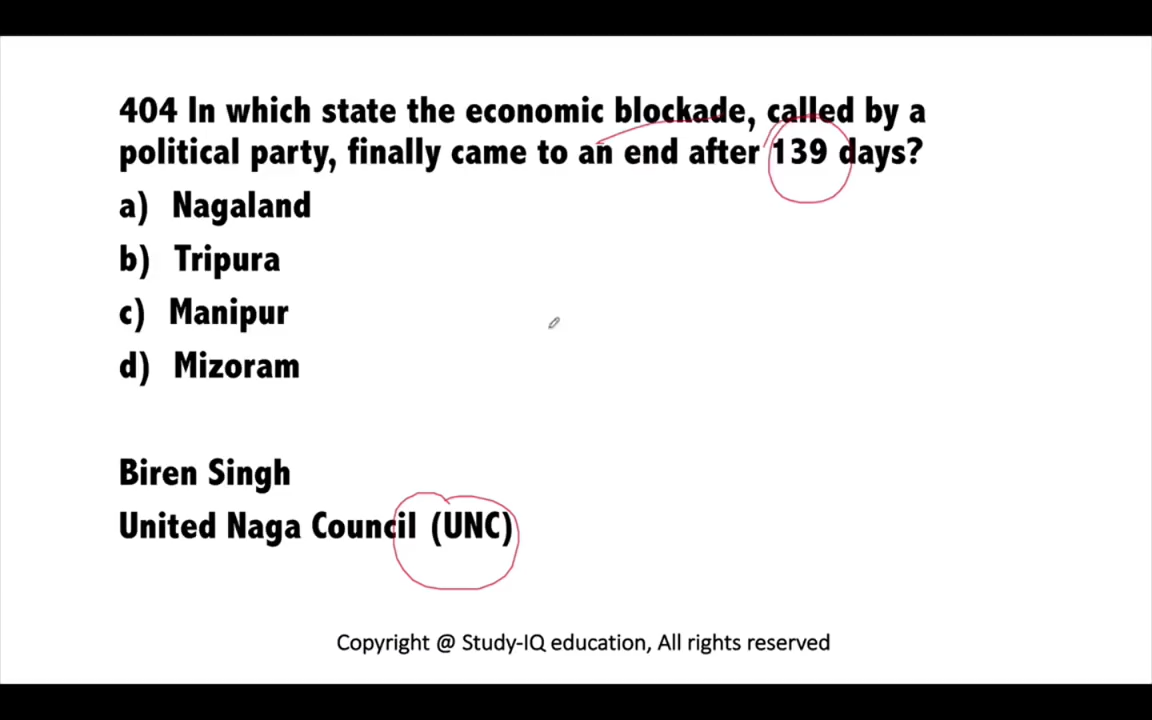 404 In which state the economic blockade, called by a
political party, finally came to an end after 139 days?
a) Nagaland
b) Tripura
c) Manipur
d) Mizoram
Biren Singh
United Naga Council (UNC)
Copyright @ Study-IQ education, All rights reserved